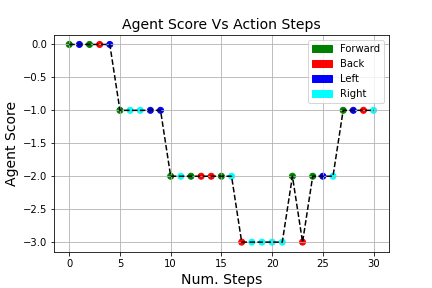 Agent Score Vs Action Steps
Agent Score
0.0
−0.5
−1.0
−1.5
−2.0
−2.5
−3.0
Forward
Back
Left
Right
0 5 10 15 20 25 30
Num. Steps